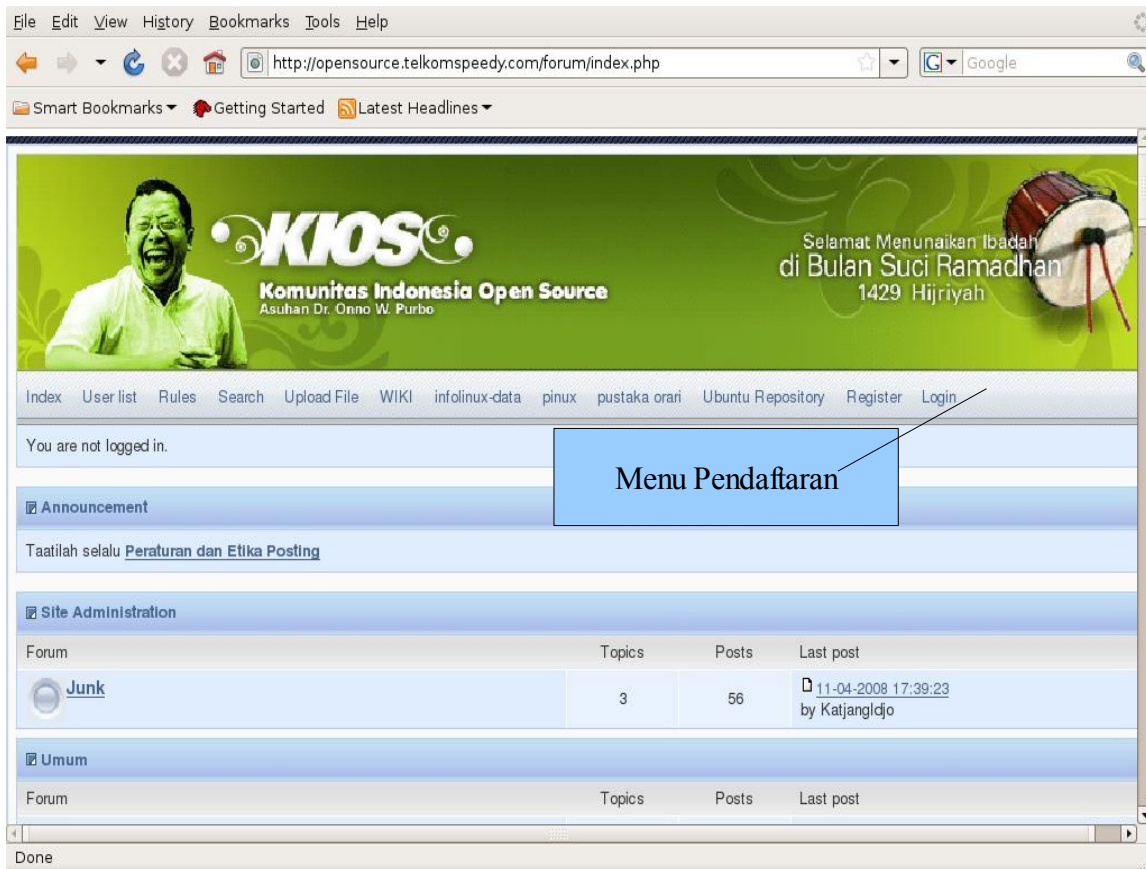 File Edit View History Bookmarks Tools Help
http://opensource.telkomspeedy.com/forum/index.php
G Google
Smart Bookmarks Getting Started Latest Headlines
KIOS
Komunitas Indonesia Open Source
Asuhan Dr. Onno W. Purbo
Selamat Menunaikan Ibadah
di Bulan Suci Ramadhan
1429 Hijriyah
Index User list Rules Search Upload File WIKI infolinux-data pinux pustaka orari Ubuntu Repository Register Login
You are not logged in.
Menu Pendaftaran
Announcement
Taatilah selalu Peraturan dan Etika Posting
Site Administration
Forum Topics Posts Last post
Junk 3 56 11-04-2008 17:39:23
by KatjangIdjo
Umum
Forum Topics Posts Last post
Done